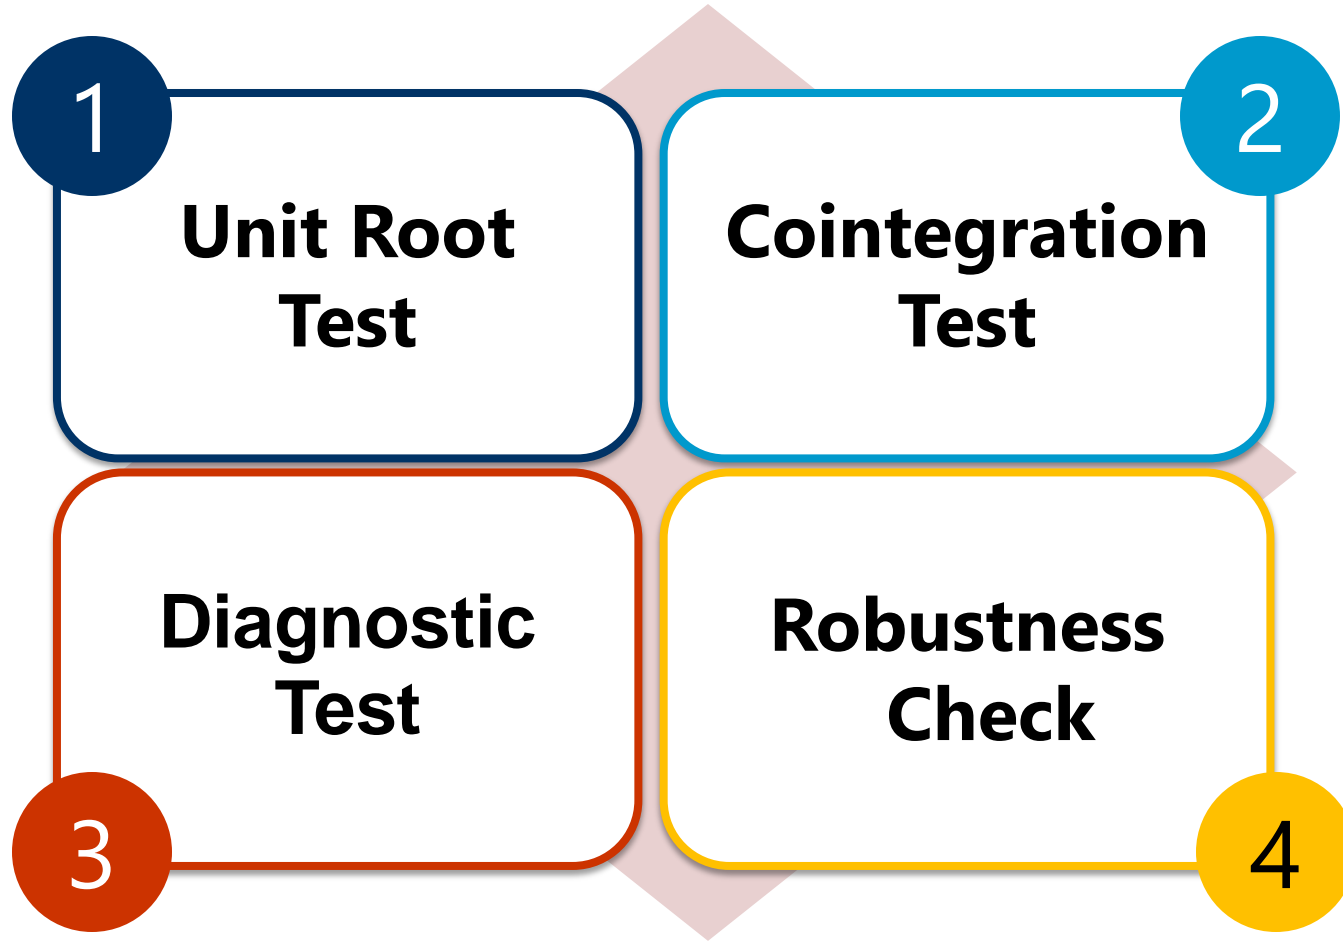 1
Unit Root
Test
2
Cointegration
Test
3
Diagnostic
Test
4
Robustness
Check